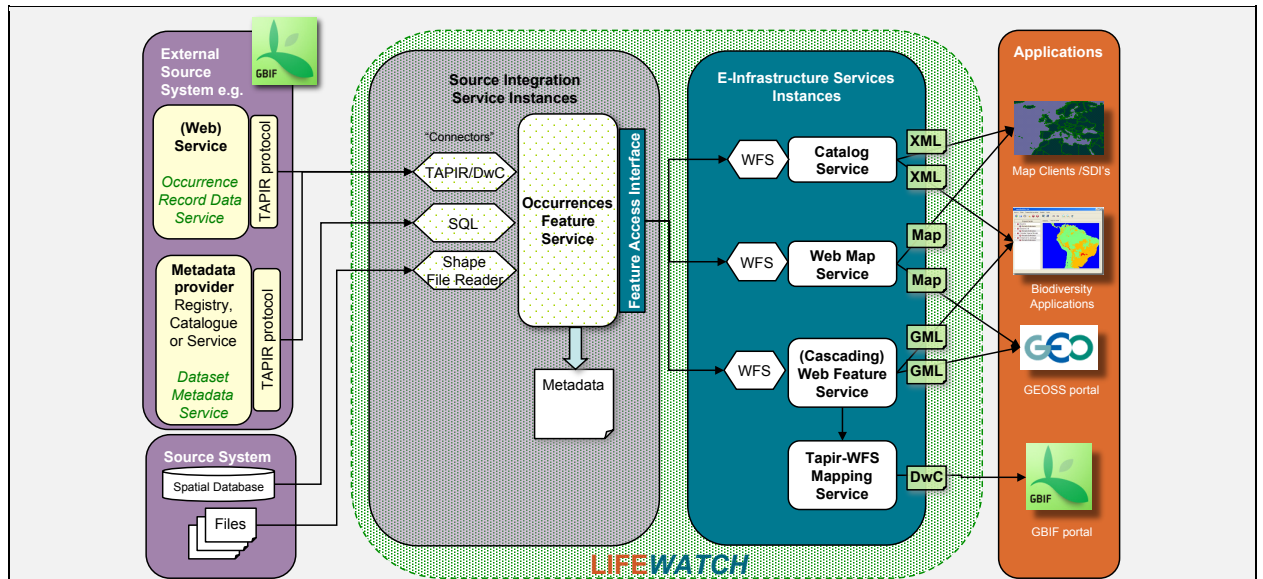 External
Source
System e.g.
GBIF
(Web)
Service
Occurrence
Record Data
Service
TAPIR protocol
Metadata
provider
Registry,
Catalogue
or Service
Dataset
Metadata
Service
TAPIR protocol
Source System
Spatial Database
Files
Source Integration
Service Instances
"Connectors"
TAPIR/DwC
SQL
Shape
File Reader
Occurrences
Feature
Service
Feature Access Interface
Metadata
E-Infrastructure Services
Instances
WFS
Catalog
Service
XML
XML
WFS
Web Map
Service
Map
Map
WFS
(Cascading)
Web Feature
Service
GML
GML
Tapir-WFS
Mapping
Service
DwC
LIFEWATCH
Applications
Map Clients /SDI's
Biodiversity
Applications
GEO
GEOSS portal
GBIF
GBIF portal